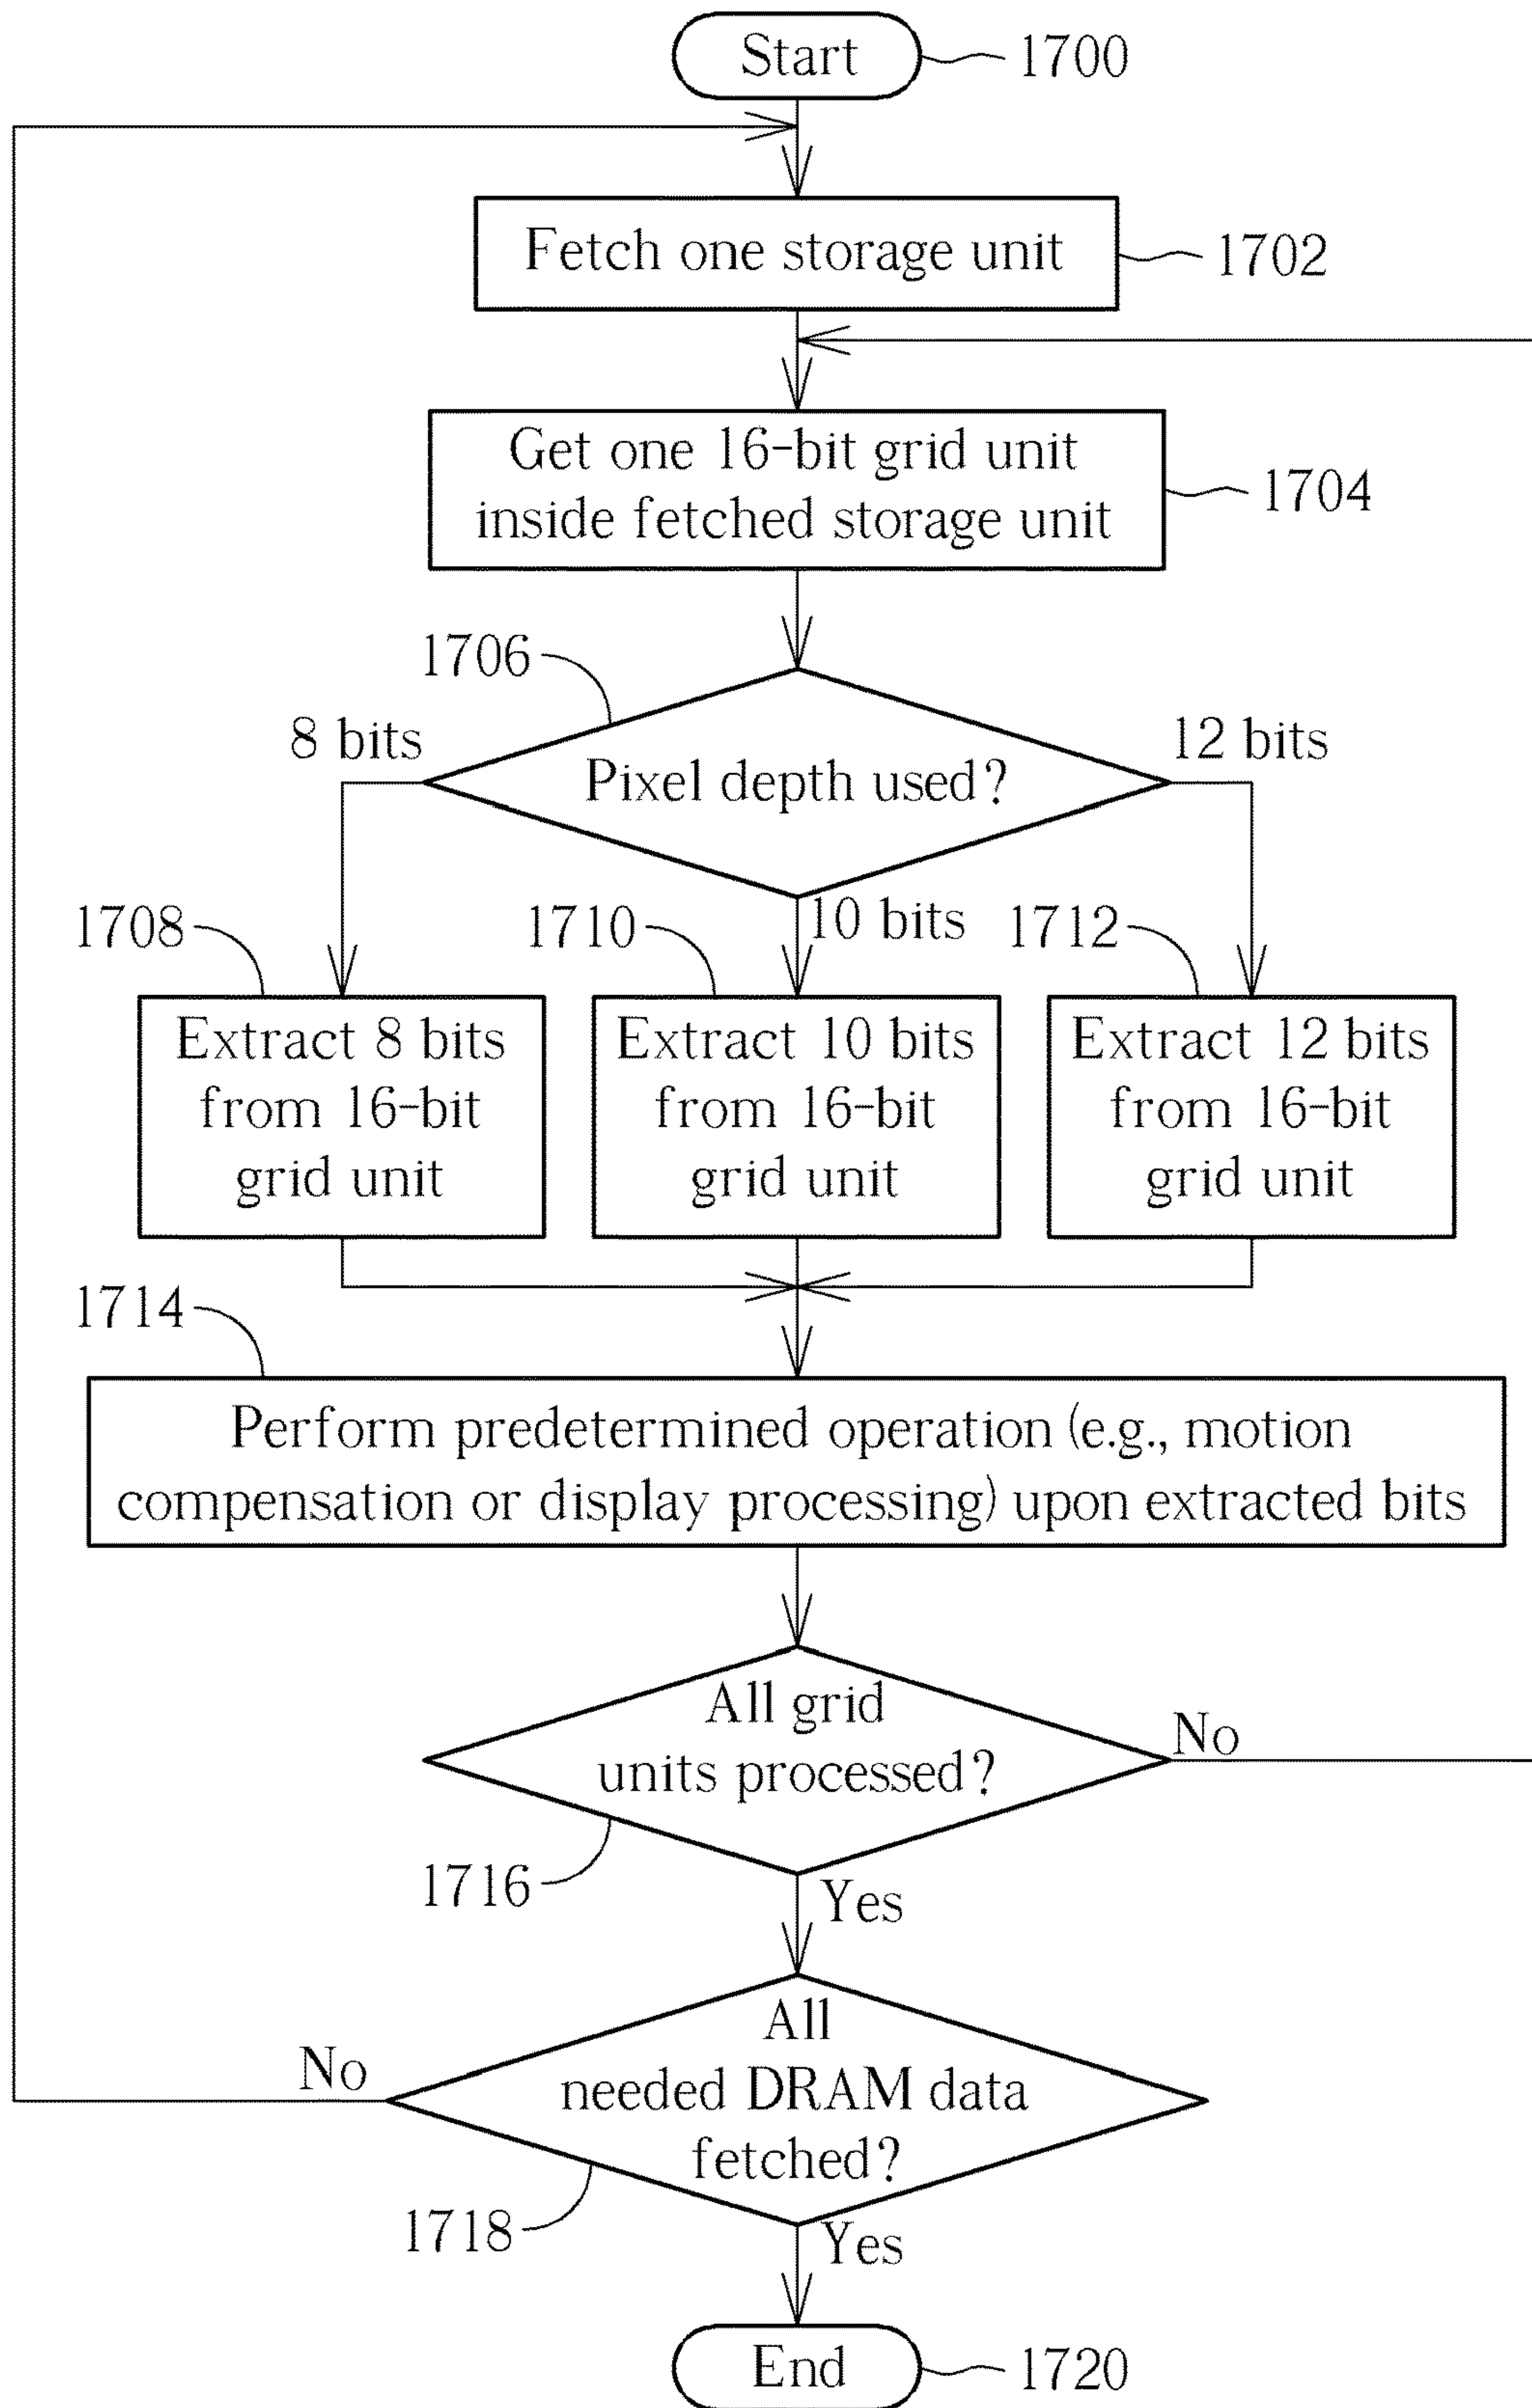 Start
1700
Fetch one storage unit
1702
Get one 16-bit grid unit
inside fetched storage unit
1704
1706
8 bits
12 bits
Pixel depth used?
10 bits
1708
1710
1712
Extract 8 bits
from 16-bit
grid unit
Extract 10 bits
from 16-bit
grid unit
Extract 12 bits
from 16-bit
grid unit
1714
Perform predetermined operation (e.g., motion
compensation or display processing) upon extracted bits
All grid
units processed?
No
1716
Yes
All
needed DRAM data
fetched?
No
1718
Yes
End
1720